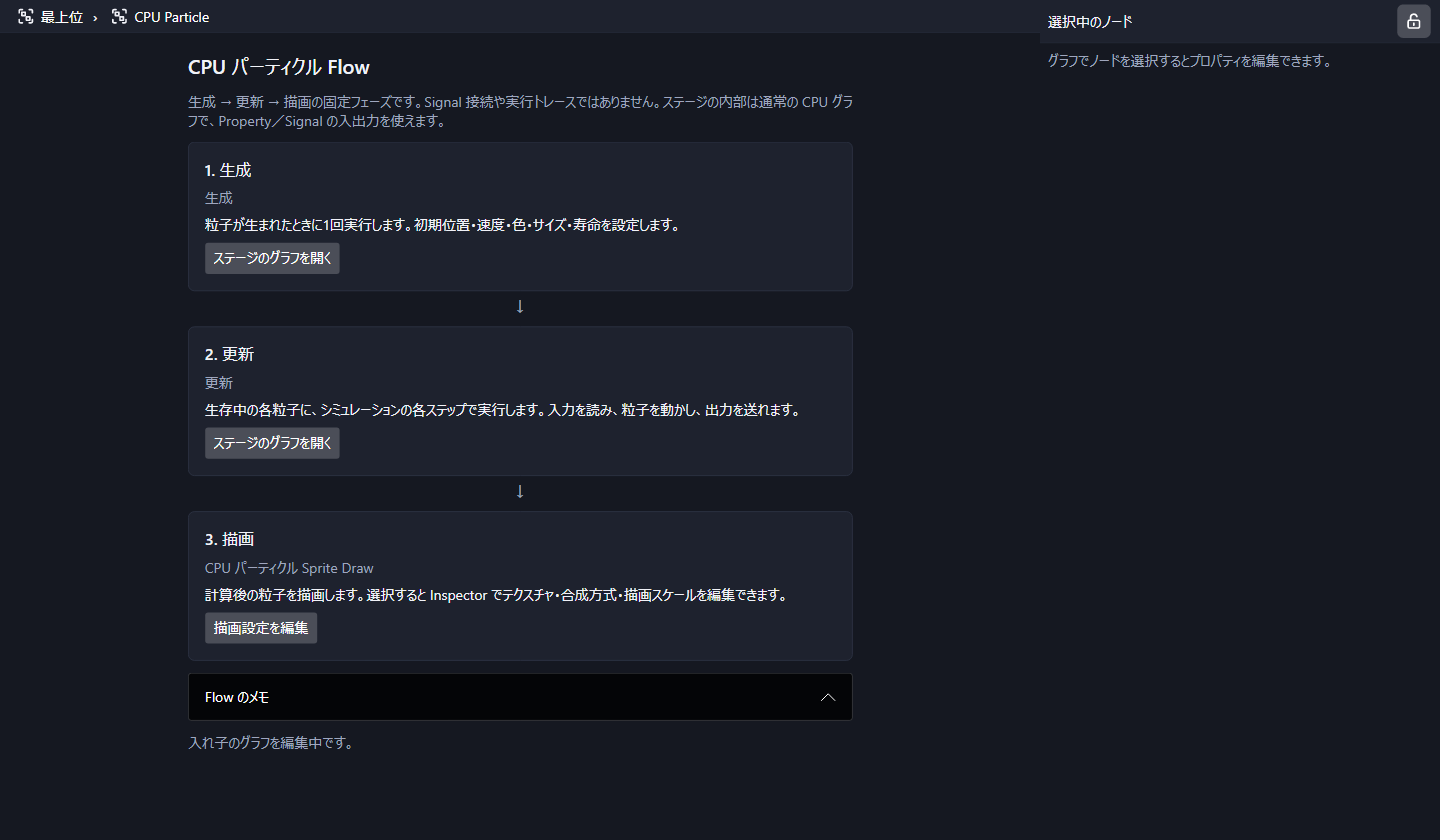 最上位 › CPU Particle
選択中のノード
グラフでノードを選択するとプロパティを編集できます。
CPU パーティクル Flow
生成 → 更新 → 描画の固定フェーズです。Signal 接続や実行トレースではありません。ステージの内部は通常の CPU グラ
フで、Property／Signal の入出力を使えます。
1. 生成
生成
粒子が生まれたときに1回実行します。初期位置・速度・色・サイズ・寿命を設定します。
ステージのグラフを開く
↓
2. 更新
更新
生存中の各粒子に、シミュレーションの各ステップで実行します。入力を読み、粒子を動かし、出力を送れます。
ステージのグラフを開く
↓
3. 描画
CPU パーティクル Sprite Draw
計算後の粒子を描画します。選択すると Inspector でテクスチャ・合成方式・描画スケールを編集できます。
描画設定を編集
Flow のメモ
入れ子のグラフを編集中です。